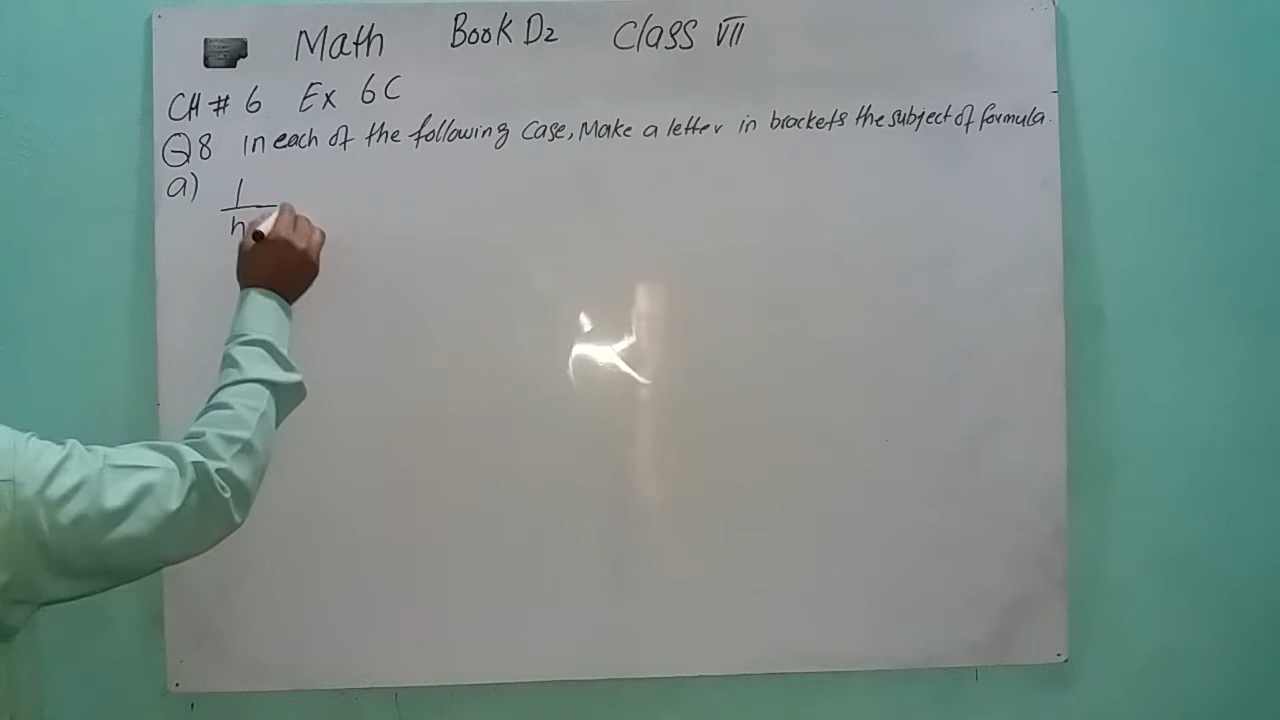 Math Book D2 Class VII
CH # 6 Ex 6C
Q8 In each of the following case, Make a letter in brackets the subject of formula.
a) 1
h